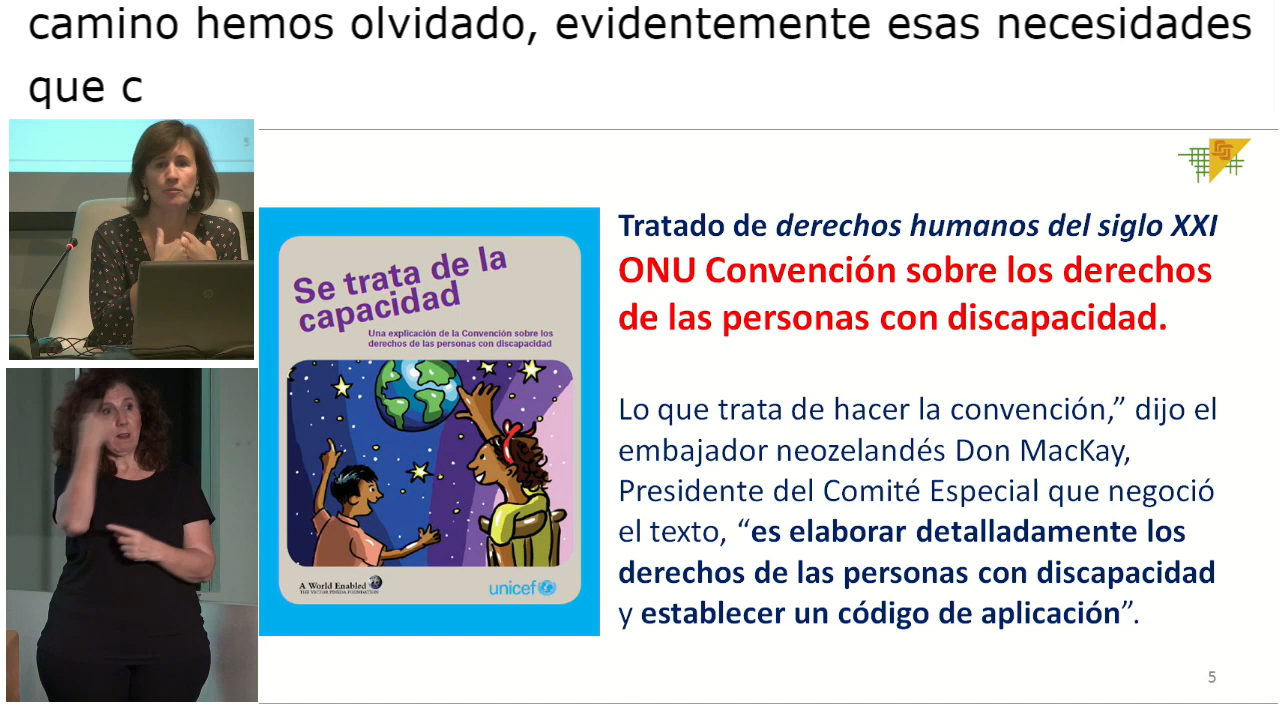 camino hemos olvidado, evidentemente esas necesidades
que c
Se trata de la
capacidad
Una explicación de la Convención sobre los
derechos de las personas con discapacidad
A World Enabled
THE VICTOR PINEDA FOUNDATION
unicef
Tratado de derechos humanos del siglo XXI
ONU Convención sobre los derechos
de las personas con discapacidad.
Lo que trata de hacer la convención,” dijo el
embajador neozelandés Don MacKay,
Presidente del Comité Especial que negoció
el texto, “es elaborar detalladamente los
derechos de las personas con discapacidad
y establecer un código de aplicación”.
5